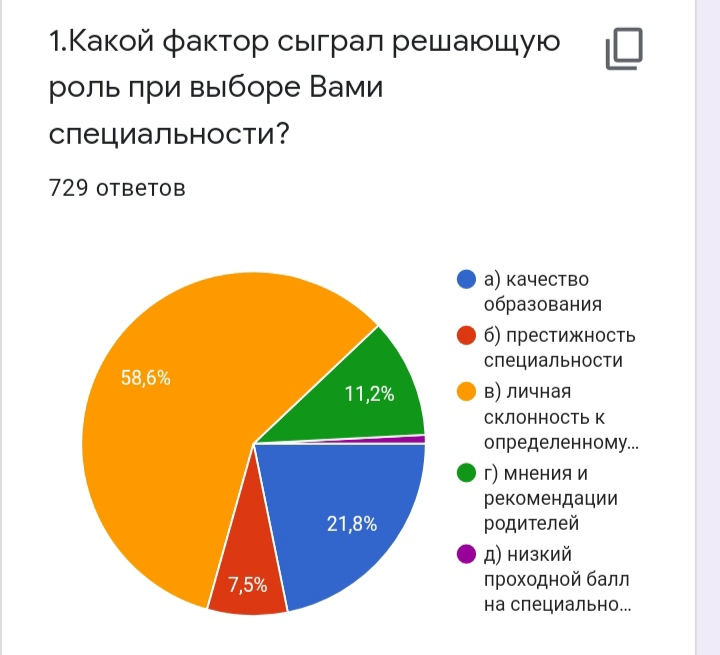 1.Какой фактор сыграл решающую
роль при выборе Вами
специальности?
729 ответов
58,6%
11,2%
21,8%
7,5%
а) качество
образования
б) престижность
специальности
в) личная
склонность к
определенному...
г) мнения и
рекомендации
родителей
д) низкий
проходной балл
на специально...